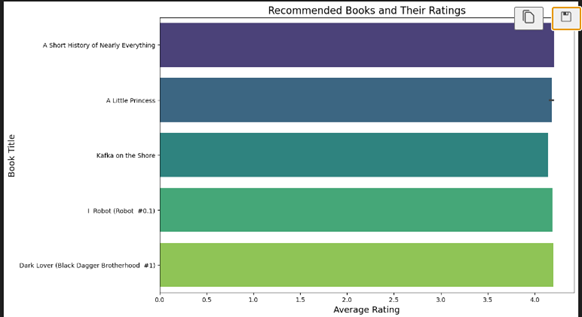 Recommended Books and Their Ratings
A Short History of Nearly Everything
A Little Princess
Kafka on the Shore
I Robot (Robot #0.1)
Dark Lover (Black Dagger Brotherhood #1)
Book Title
0.0 0.5 1.0 1.5 2.0 2.5 3.0 3.5 4.0
Average Rating